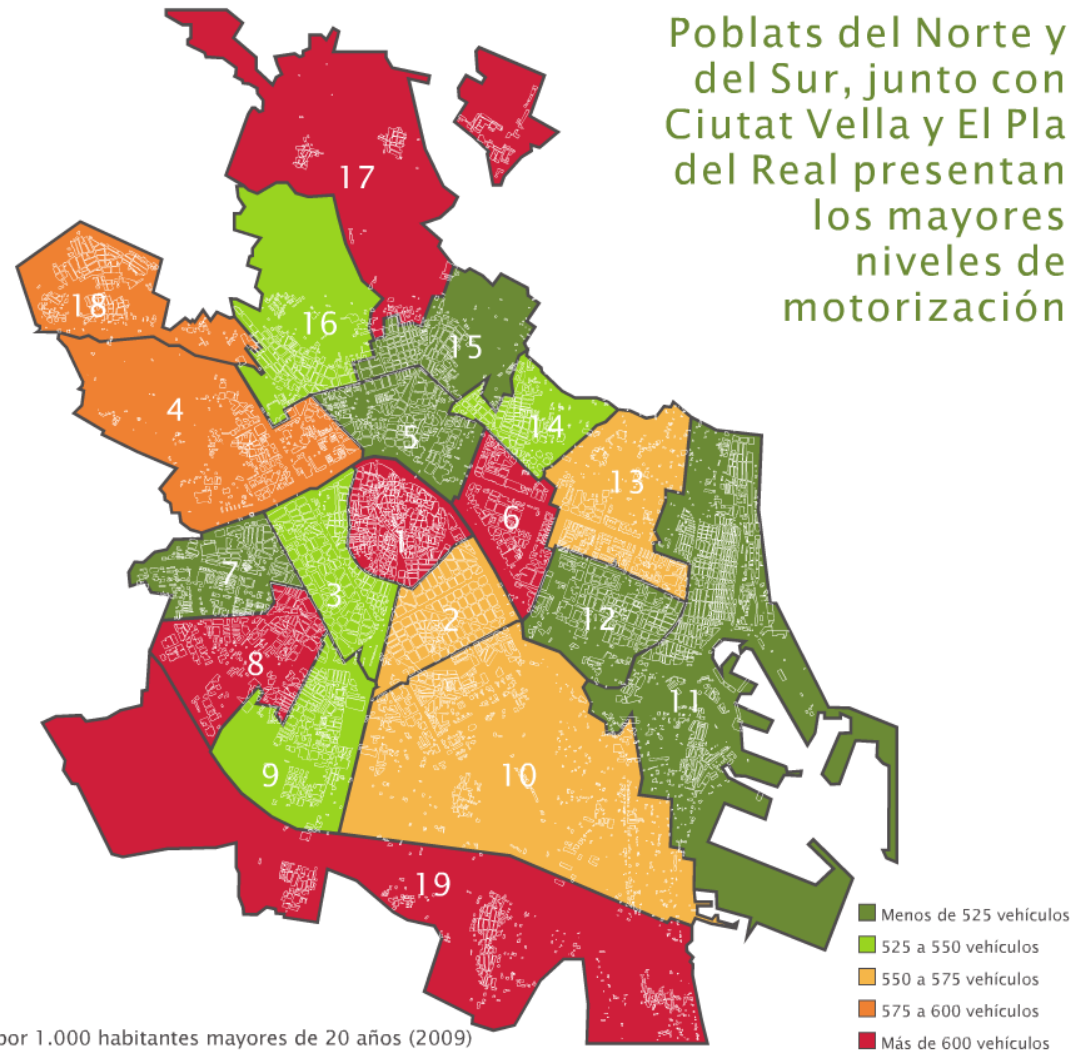 Poblats del Norte y
del Sur, junto con
Ciutat Vella y El Pla
del Real presentan
los mayores
niveles de
motorización
17
18
16
15
4
14
5
13
6
1
7
3
2
12
8
11
9
10
19
Menos de 525 vehículos
525 a 550 vehículos
550 a 575 vehículos
575 a 600 vehículos
Más de 600 vehículos
por 1.000 habitantes mayores de 20 años (2009)